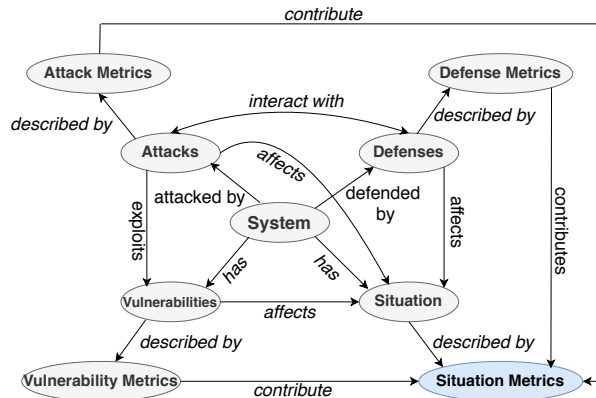 contribute
Attack Metrics
Defense Metrics
interact with
described by
described by
Attacks
affects
Defenses
attacked by
defended
by
exploits
System
affects
contributes
has
has
Vulnerabilities
affects
Situation
described by
described by
Vulnerability Metrics
contribute
Situation Metrics